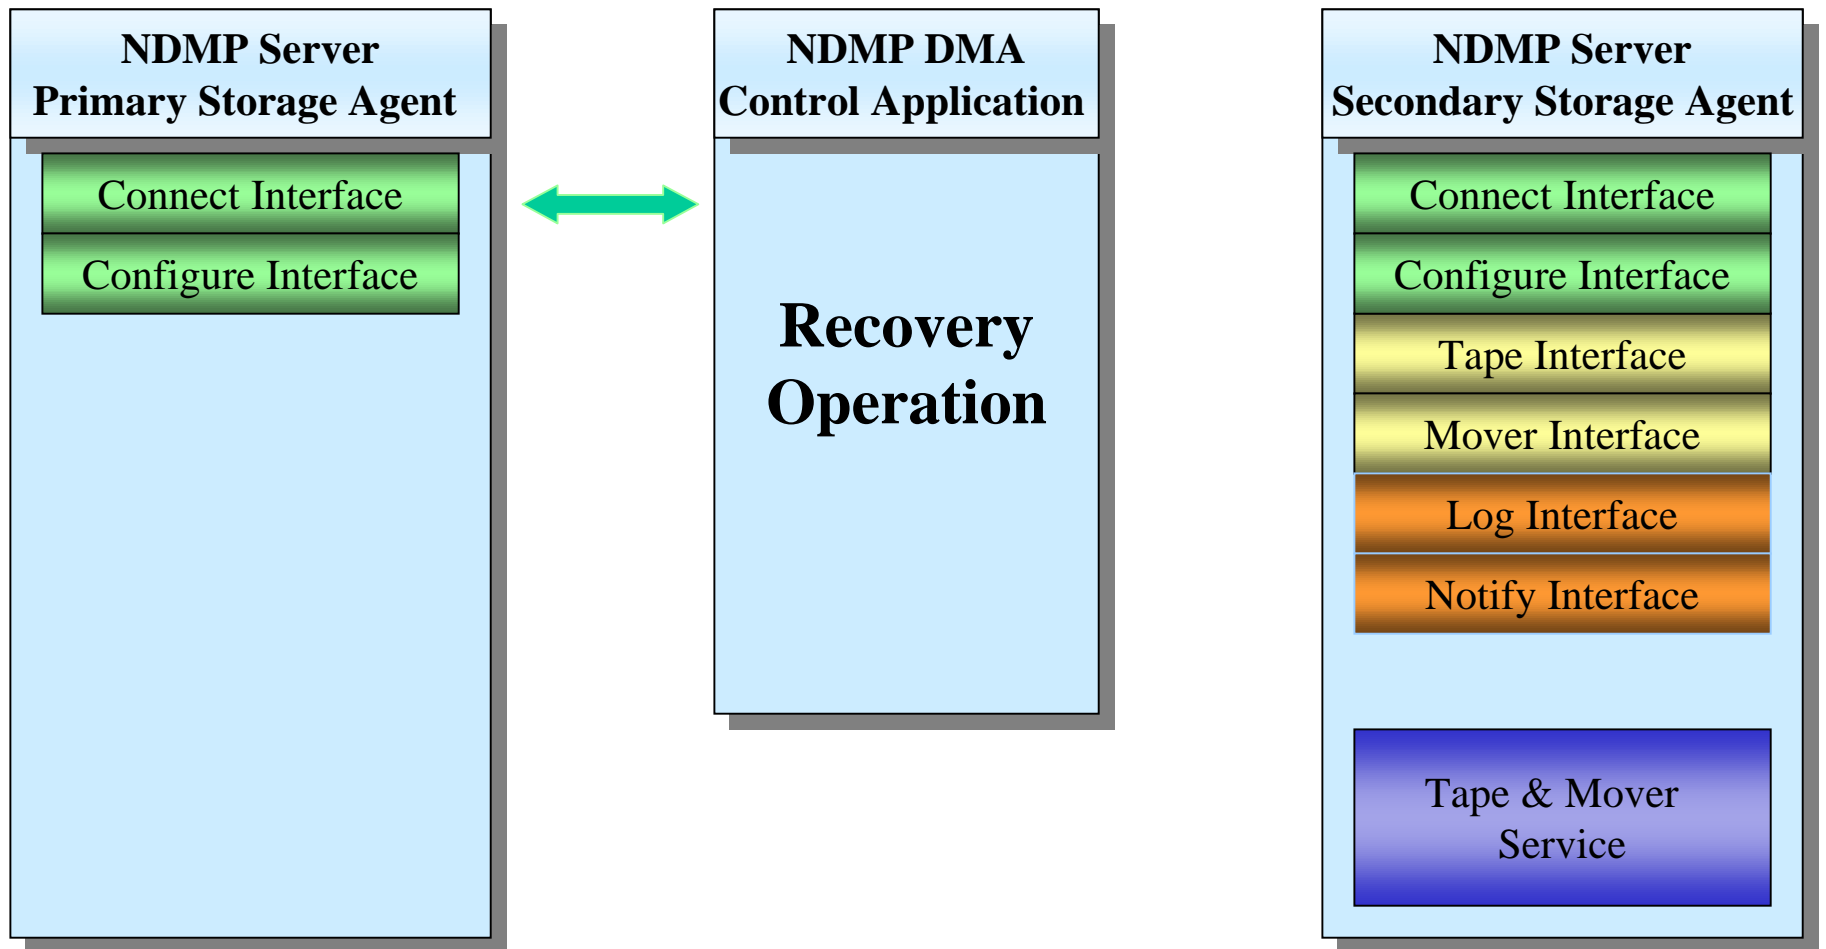 NDMP Server
Primary Storage Agent
Connect Interface
Configure Interface
NDMP DMA
Control Application
Recovery
Operation
NDMP Server
Secondary Storage Agent
Connect Interface
Configure Interface
Tape Interface
Mover Interface
Log Interface
Notify Interface
Tape & Mover
Service